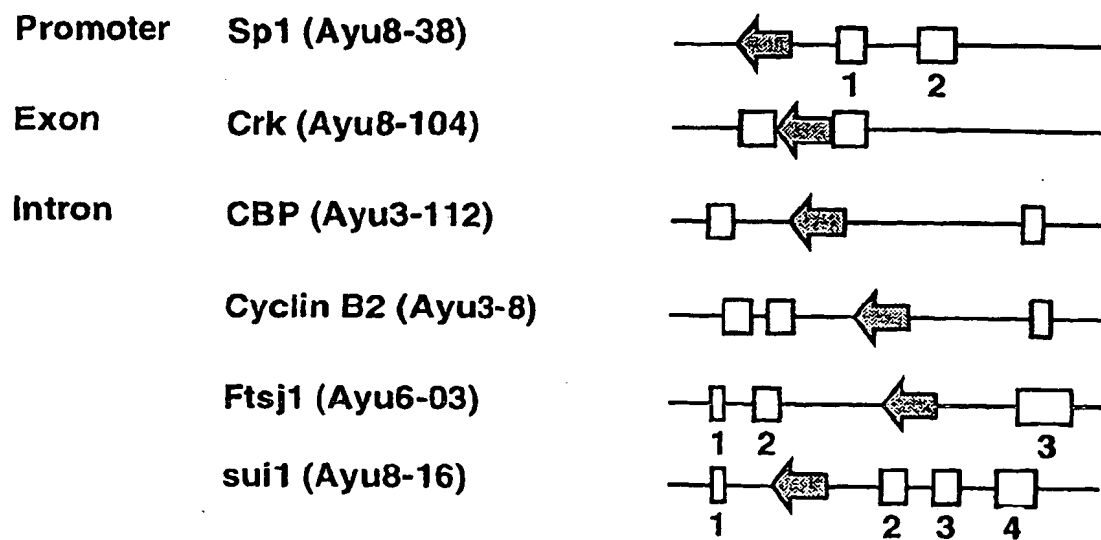 Promoter Sp1 (Ayu8-38)
1 2
Exon Crk (Ayu8-104)
Intron CBP (Ayu3-112)
Cyclin B2 (Ayu3-8)
Ftsj1 (Ayu6-03)
1 2 3
sui1 (Ayu8-16)
1 2 3 4